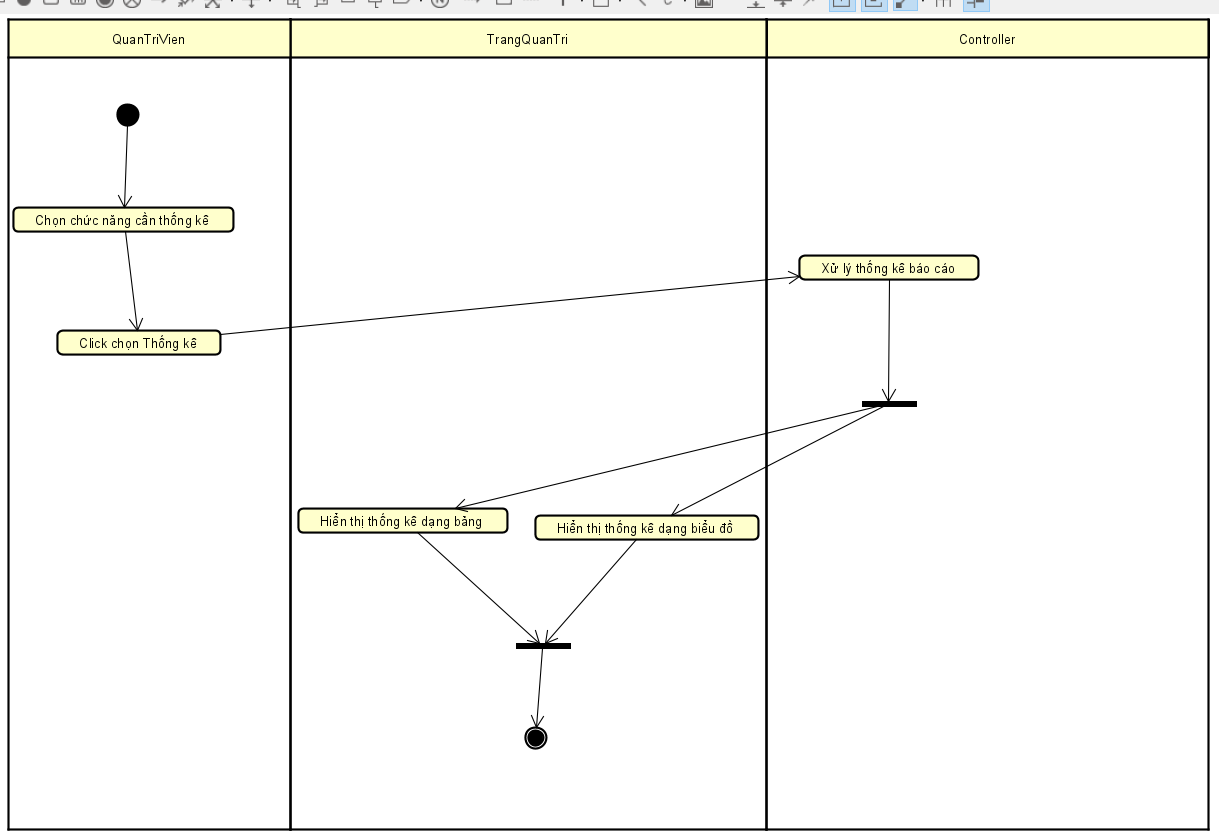 QuanTriVien
TrangQuanTri
Controller
Chọn chức năng cần thống kê
Xử lý thống kê báo cáo
Click chọn Thống kê
Hiển thị thống kê dạng bảng
Hiển thị thống kê dạng biểu đồ